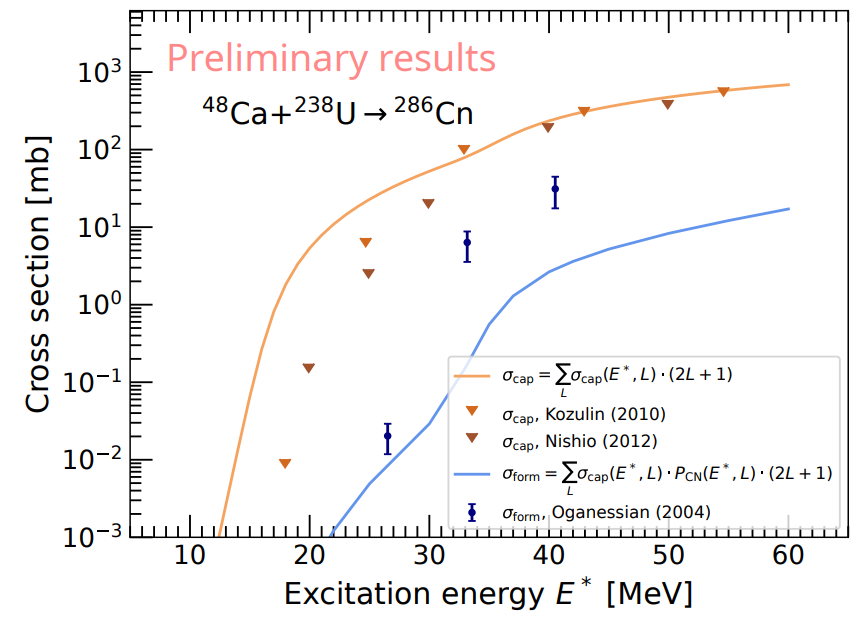 Preliminary results
⁴⁸Ca+²³⁸U→²⁸⁶Cn
Cross section [mb]
10³
10²
10¹
10⁰
10⁻¹
10⁻²
10⁻³
σcap = ∑L σcap(E*, L)·(2L+1)
σcap, Kozulin (2010)
σcap, Nishio (2012)
σform = ∑L σcap(E*, L)·PCN(E*, L)·(2L+1)
σform, Oganessian (2004)
10 20 30 40 50 60
Excitation energy E* [MeV]